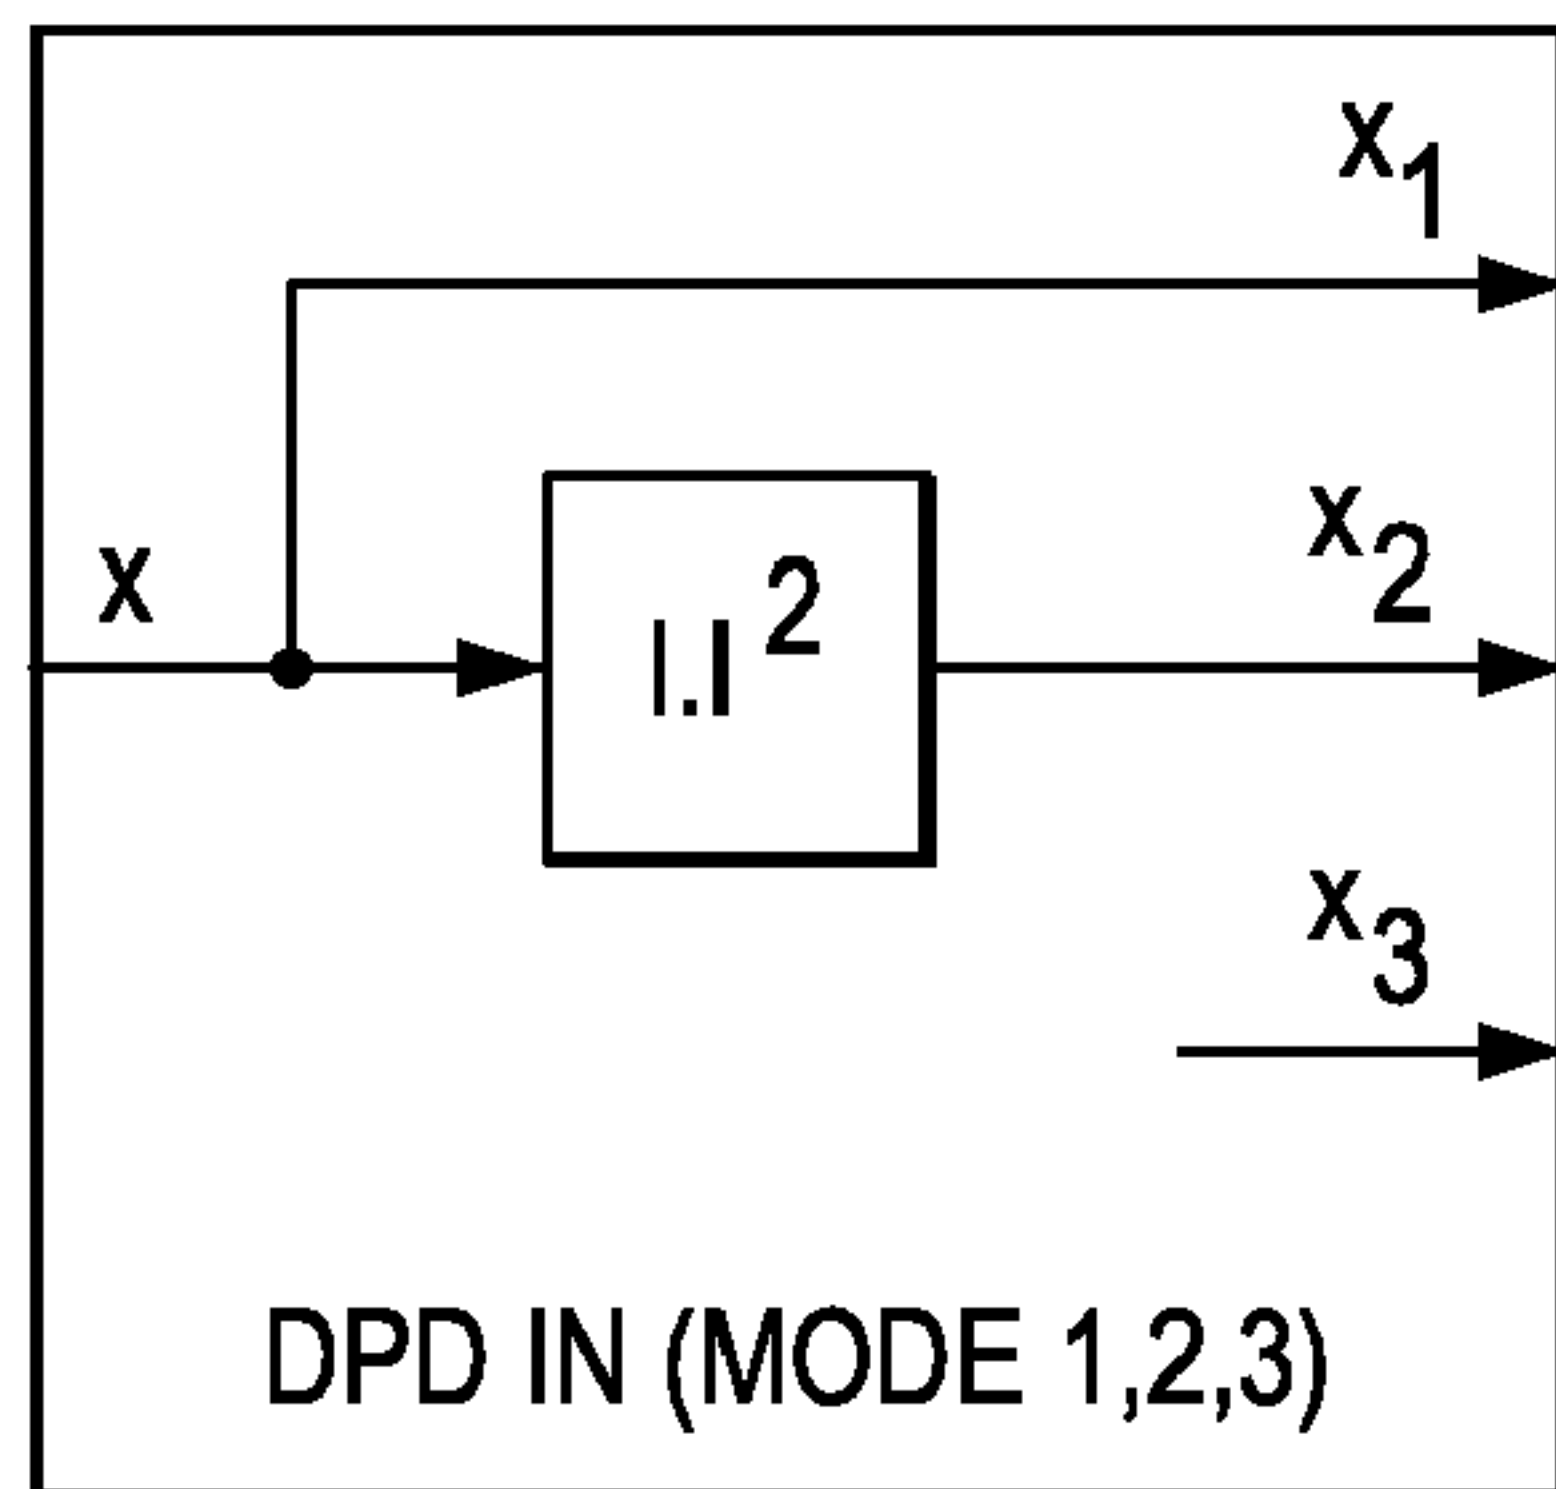 x₁
x₂
x
|.|²
x₃
DPD IN (MODE 1,2,3)